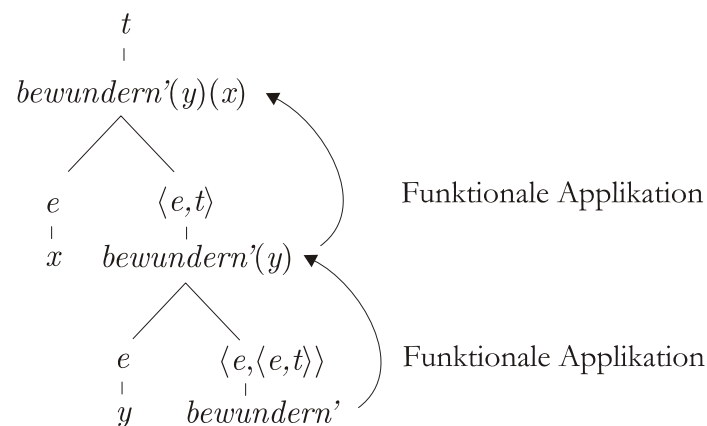 t
bewundern’(y)(x)
e ⟨e,t⟩ Funktionale Applikation
x bewundern’(y)
e ⟨e,⟨e,t⟩⟩ Funktionale Applikation
y bewundern’